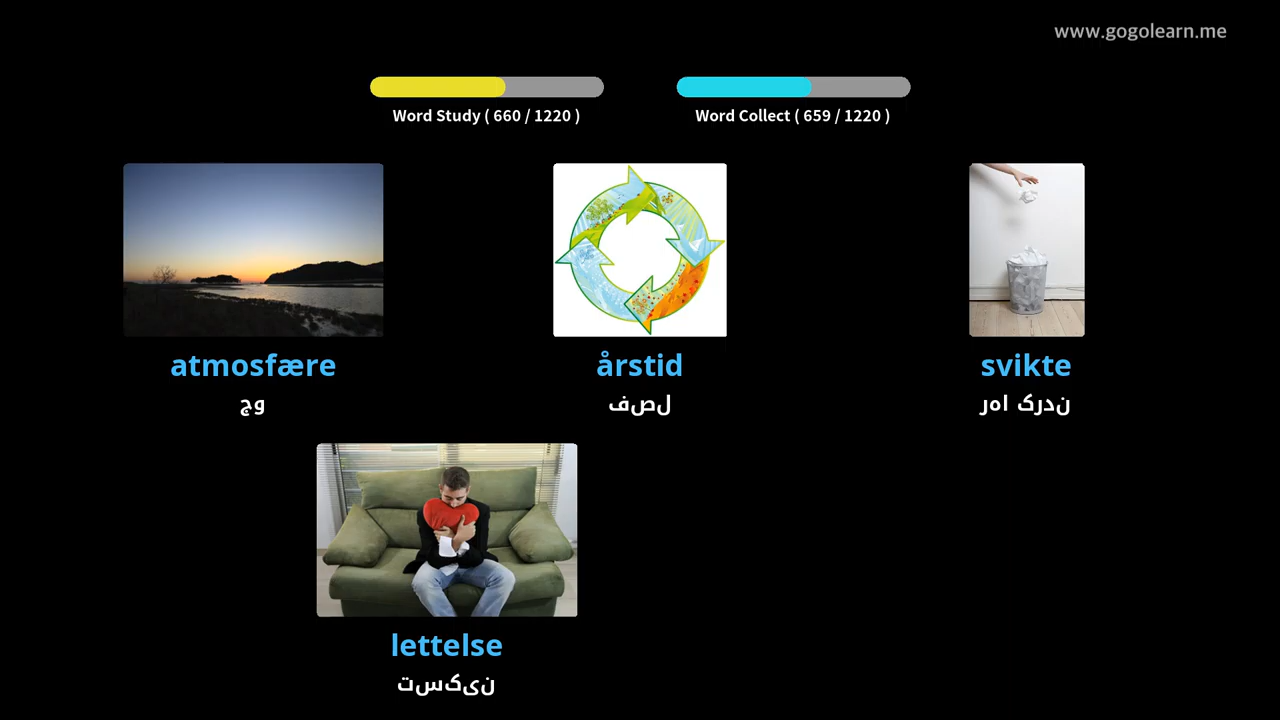 www.gogolearn.me
Word Study ( 660 / 1220 )
Word Collect ( 659 / 1220 )
atmosfære
وج
årstid
لصف
svikte
ندرک اهر
lettelse
نیکست